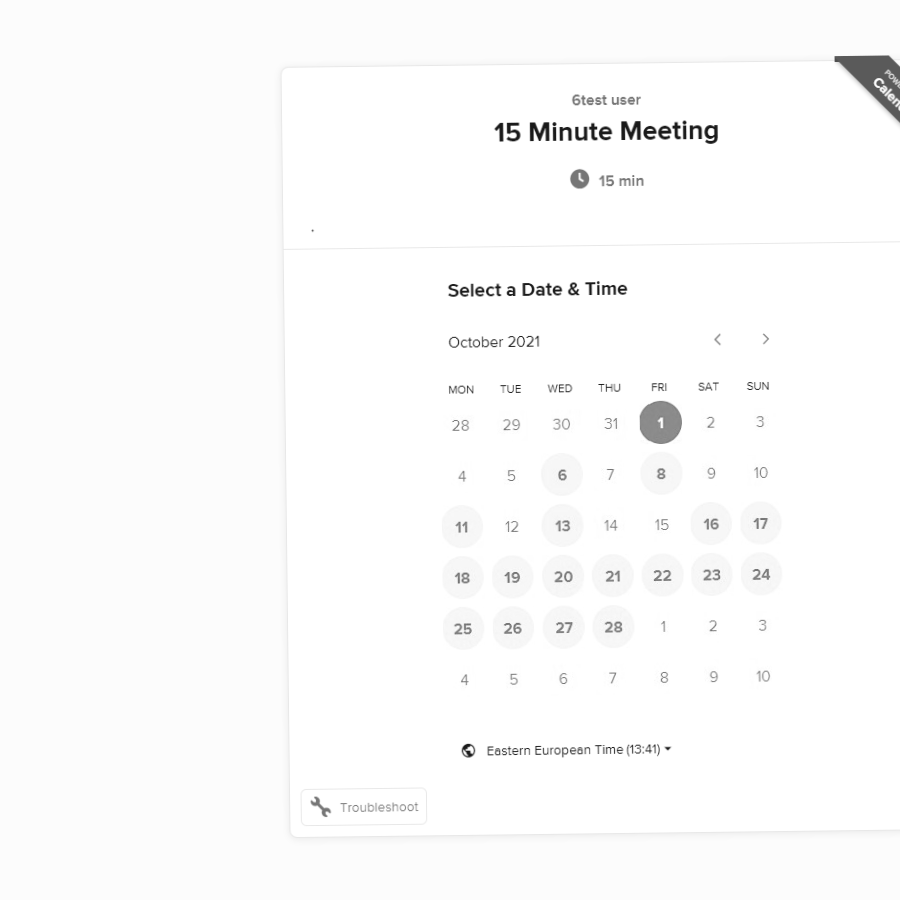 POW
Calen
6test user
15 Minute Meeting
15 min
.
Select a Date & Time
October 2021
MON TUE WED THU FRI SAT SUN
28 29 30 31 1 2 3
4 5 6 7 8 9 10
11 12 13 14 15 16 17
18 19 20 21 22 23 24
25 26 27 28 1 2 3
4 5 6 7 8 9 10
Eastern European Time (13:41)
Troubleshoot